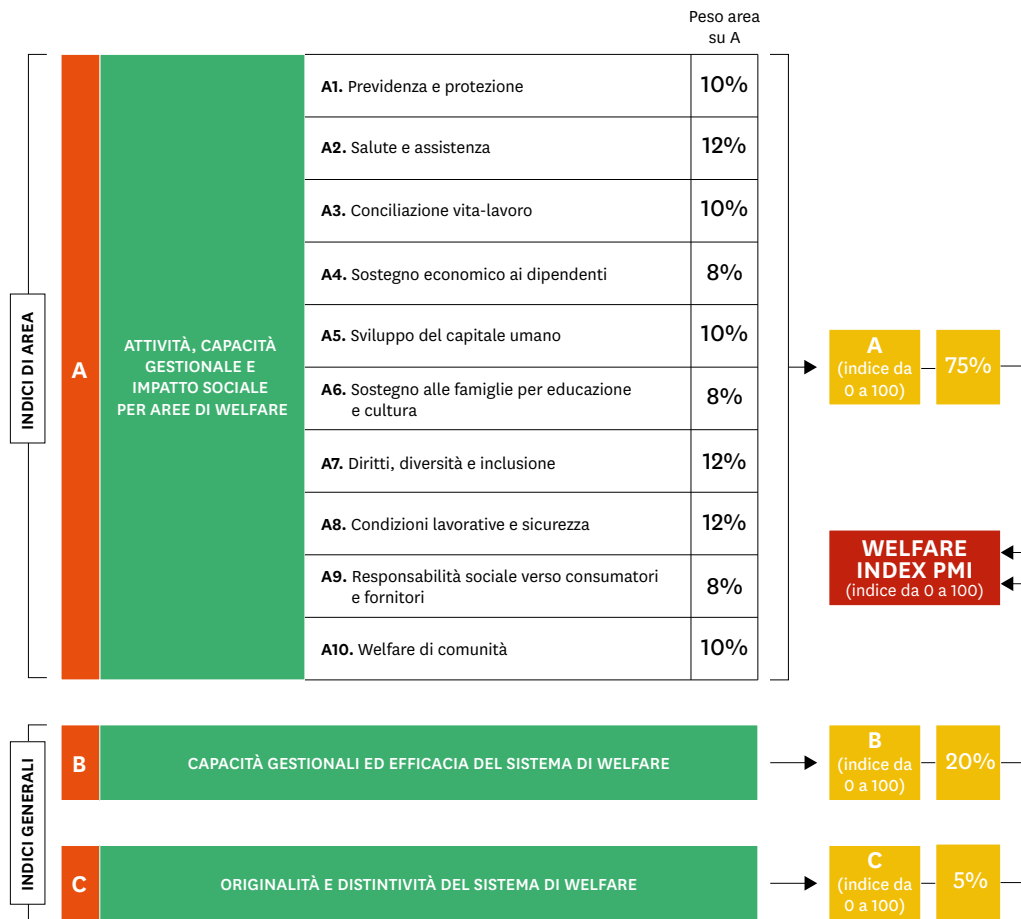 Peso area
su A
INDICI DI AREA
A
ATTIVITÀ, CAPACITÀ
GESTIONALE E
IMPATTO SOCIALE
PER AREE DI WELFARE
A1. Previdenza e protezione
10%
A2. Salute e assistenza
12%
A3. Conciliazione vita-lavoro
10%
A4. Sostegno economico ai dipendenti
8%
A5. Sviluppo del capitale umano
10%
A6. Sostegno alle famiglie per educazione
e cultura
8%
A7. Diritti, diversità e inclusione
12%
A8. Condizioni lavorative e sicurezza
12%
A9. Responsabilità sociale verso consumatori
e fornitori
8%
A10. Welfare di comunità
10%
A
(indice da
0 a 100)
75%
WELFARE
INDEX PMI
(indice da 0 a 100)
INDICI GENERALI
B
CAPACITÀ GESTIONALI ED EFFICACIA DEL SISTEMA DI WELFARE
B
(indice da
0 a 100)
20%
C
ORIGINALITÀ E DISTINTIVITÀ DEL SISTEMA DI WELFARE
C
(indice da
0 a 100)
5%